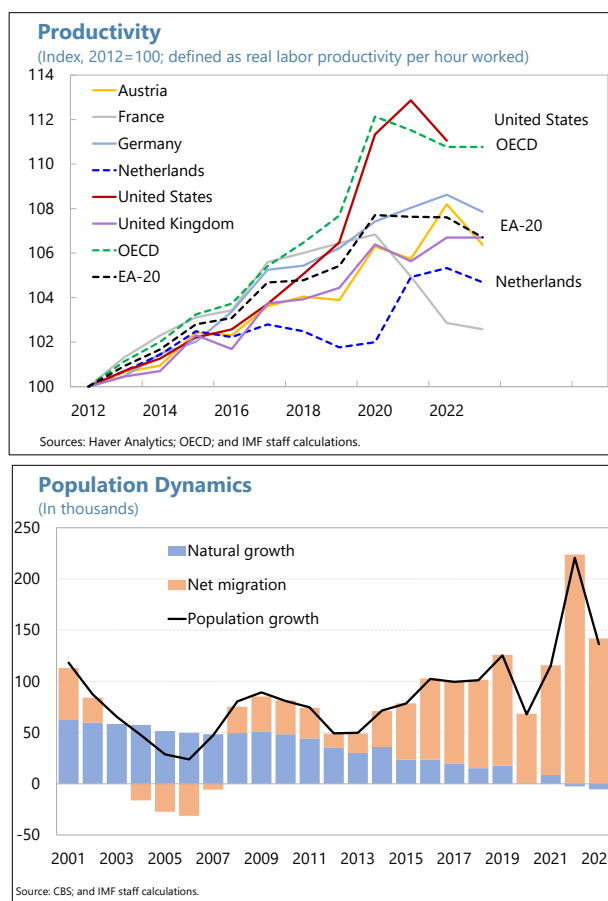 Productivity
(Index, 2012=100; defined as real labor productivity per hour worked)
114
112
110
108
106
104
102
100
Austria
France
Germany
Netherlands
United States
United Kingdom
OECD
EA-20
United States
OECD
EA-20
Netherlands
2012 2014 2016 2018 2020 2022
Sources: Haver Analytics; OECD; and IMF staff calculations.
Population Dynamics
(In thousands)
250
200
150
100
50
0
-50
Natural growth
Net migration
Population growth
2001 2003 2005 2007 2009 2011 2013 2015 2017 2019 2021 202
Source: CBS; and IMF staff calculations.